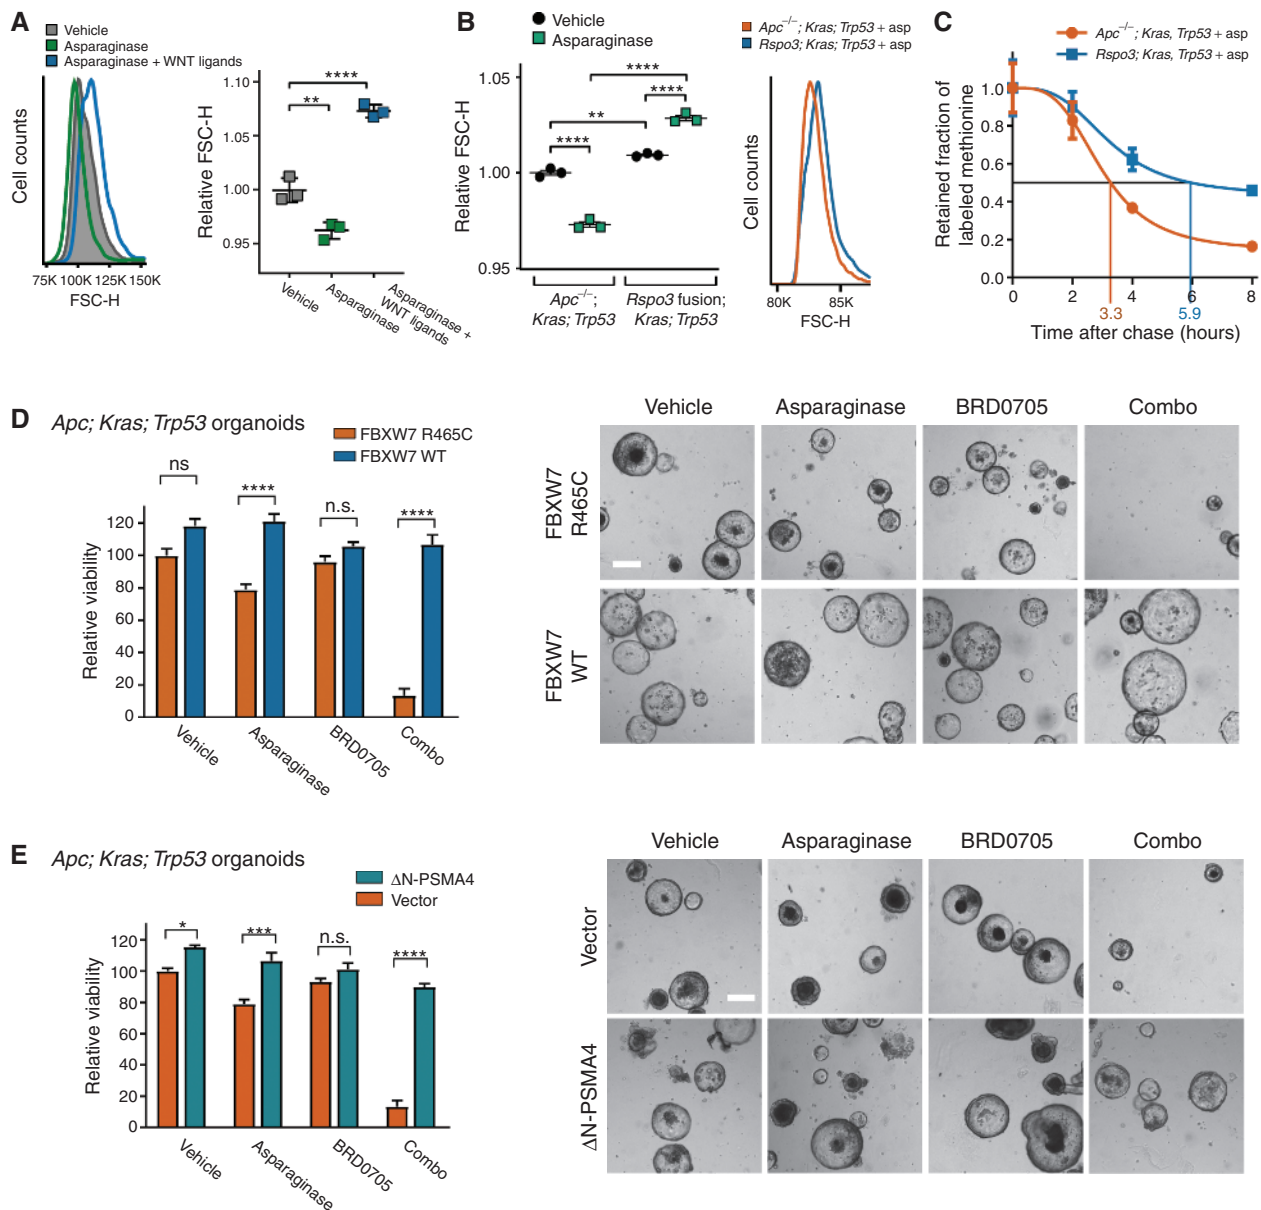 A
Vehicle
Asparaginase
Asparaginase + WNT ligands
Cell counts
75K 100K 125K 150K
FSC-H
Relative FSC-H
1.10
1.05
1.00
0.95
****
**
Vehicle
Asparaginase
Asparaginase +
WNT ligands
B
Vehicle
Asparaginase
Relative FSC-H
1.05
1.00
0.95
****
****
**
****
Apc–/–;
Kras; Trp53
Rspo3 fusion;
Kras; Trp53
Apc–/–; Kras; Trp53 + asp
Rspo3; Kras; Trp53 + asp
Cell counts
80K 85K
FSC-H
C
Apc–/–; Kras, Trp53 + asp
Rspo3; Kras, Trp53 + asp
Retained fraction of
labeled methionine
1.0
0.8
0.6
0.4
0.2
0.0
0 2 4 6 8
3.3 5.9
Time after chase (hours)
D
Apc; Kras; Trp53 organoids
FBXW7 R465C
FBXW7 WT
Relative viability
120
100
80
60
40
20
0
ns
****
n.s.
****
Vehicle
Asparaginase
BRD0705
Combo
Vehicle Asparaginase BRD0705 Combo
FBXW7
R465C
FBXW7
WT
E
Apc; Kras; Trp53 organoids
ΔN-PSMA4
Vector
Relative viability
120
100
80
60
40
20
0
*
***
n.s.
****
Vehicle
Asparaginase
BRD0705
Combo
Vehicle Asparaginase BRD0705 Combo
Vector
ΔN-PSMA4